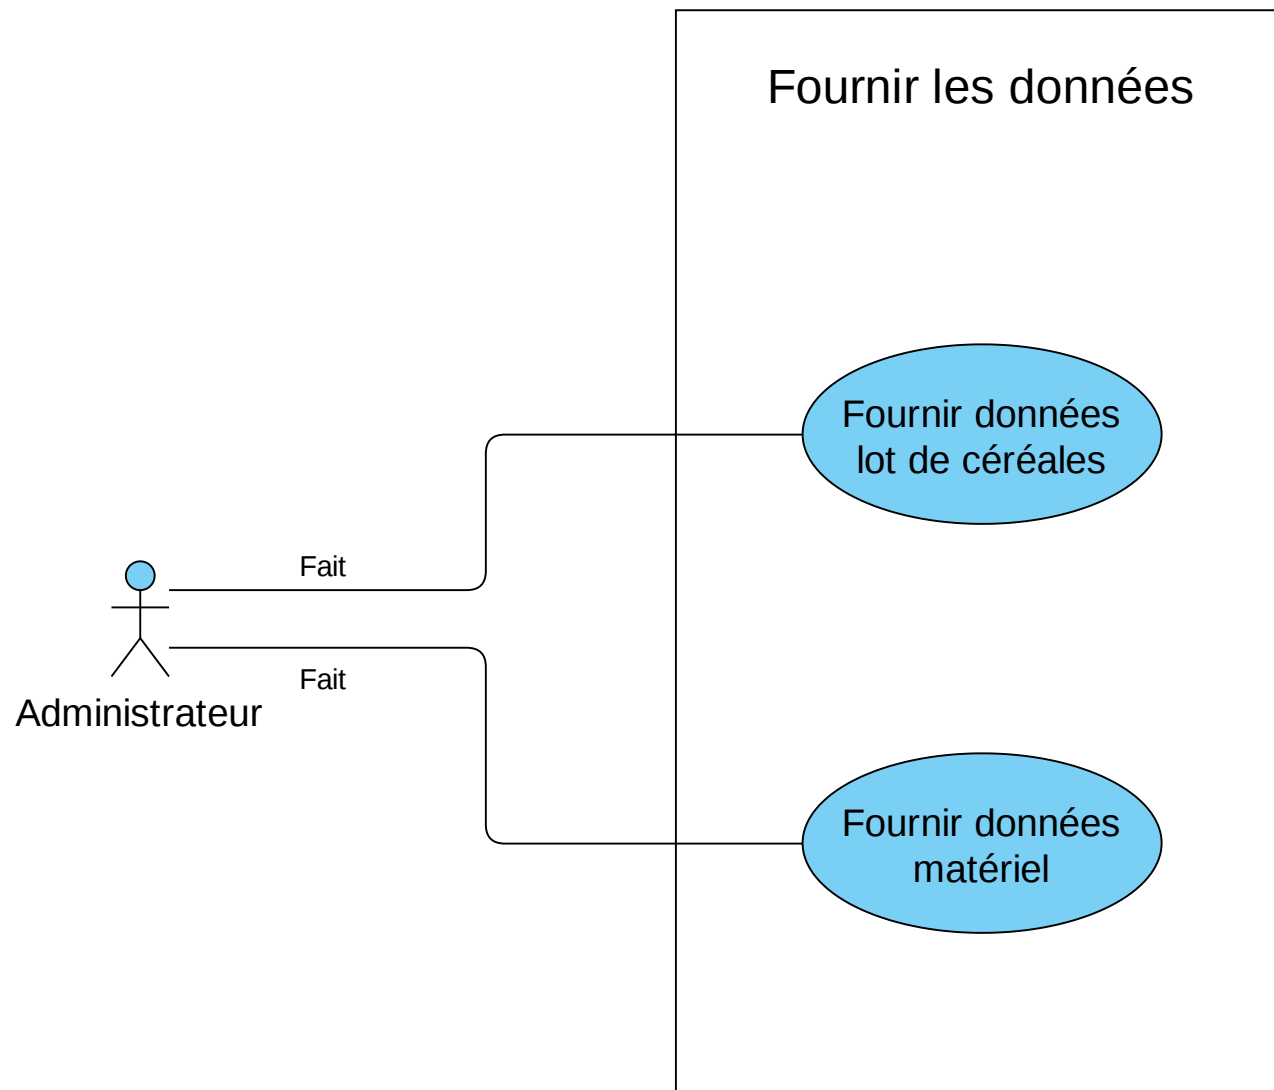 Fournir les données
Fournir données
lot de céréales
Fait
Fait
Administrateur
Fournir données
matériel